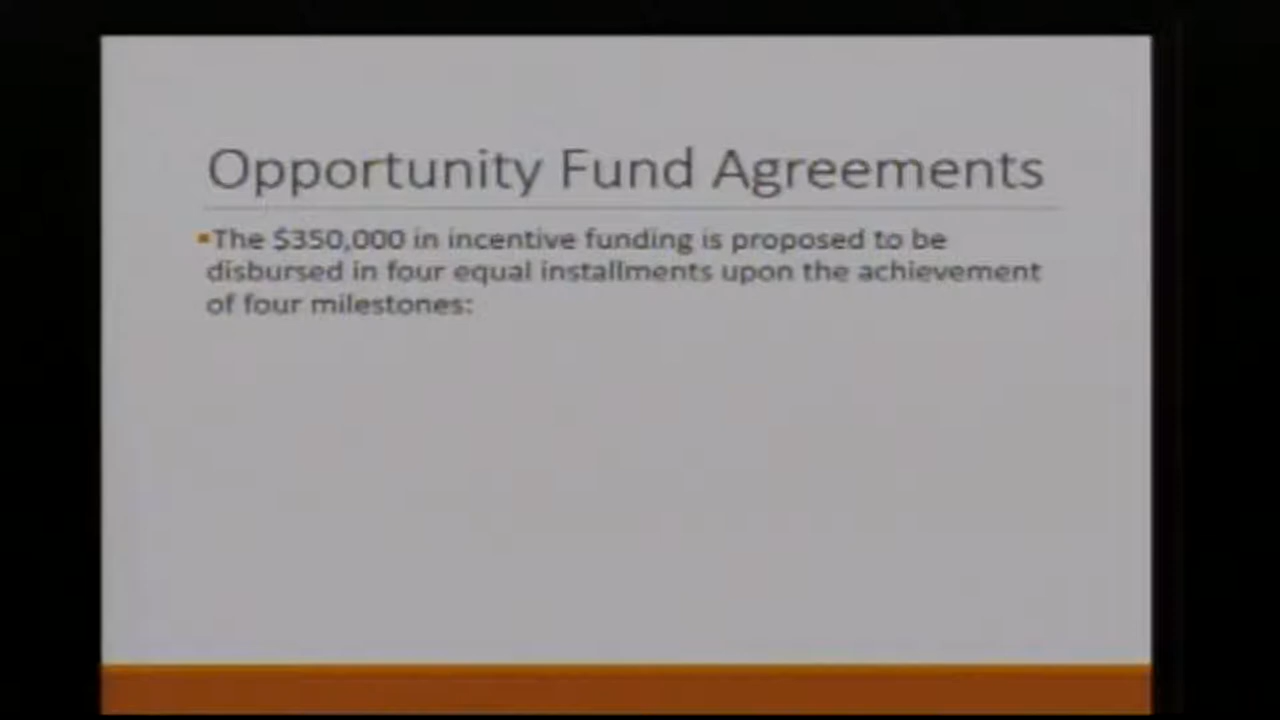 Opportunity Fund Agreements
▪The $350,000 in incentive funding is proposed to be
disbursed in four equal installments upon the achievement
of four milestones: